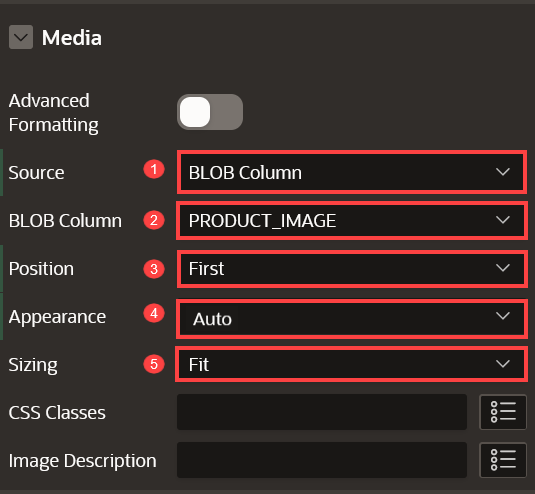 Media
Advanced
Formatting
Source 1 BLOB Column
BLOB Column 2 PRODUCT_IMAGE
Position 3 First
Appearance 4 Auto
Sizing 5 Fit
CSS Classes
Image Description